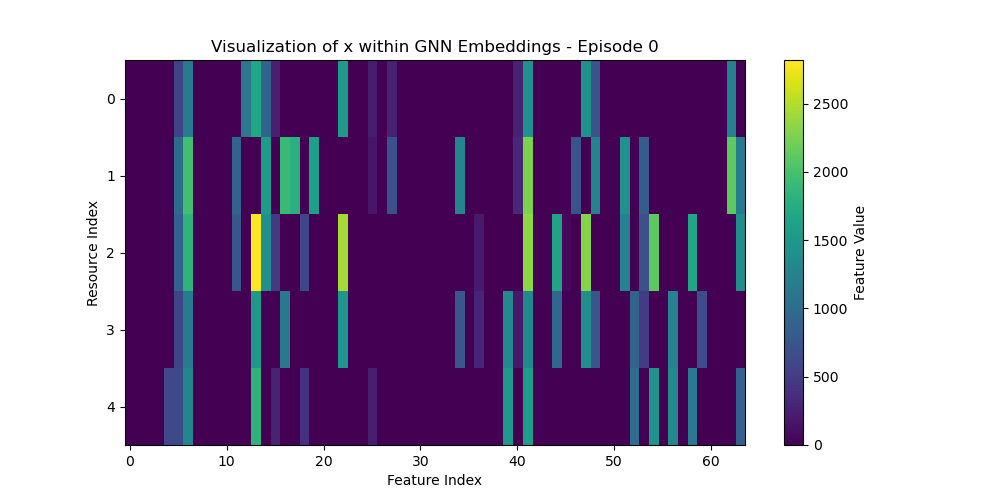 Visualization of x within GNN Embeddings - Episode 0
Resource Index
0
1
2
3
4
0 10 20 30 40 50 60
Feature Index
2500
2000
1500
1000
500
0
Feature Value